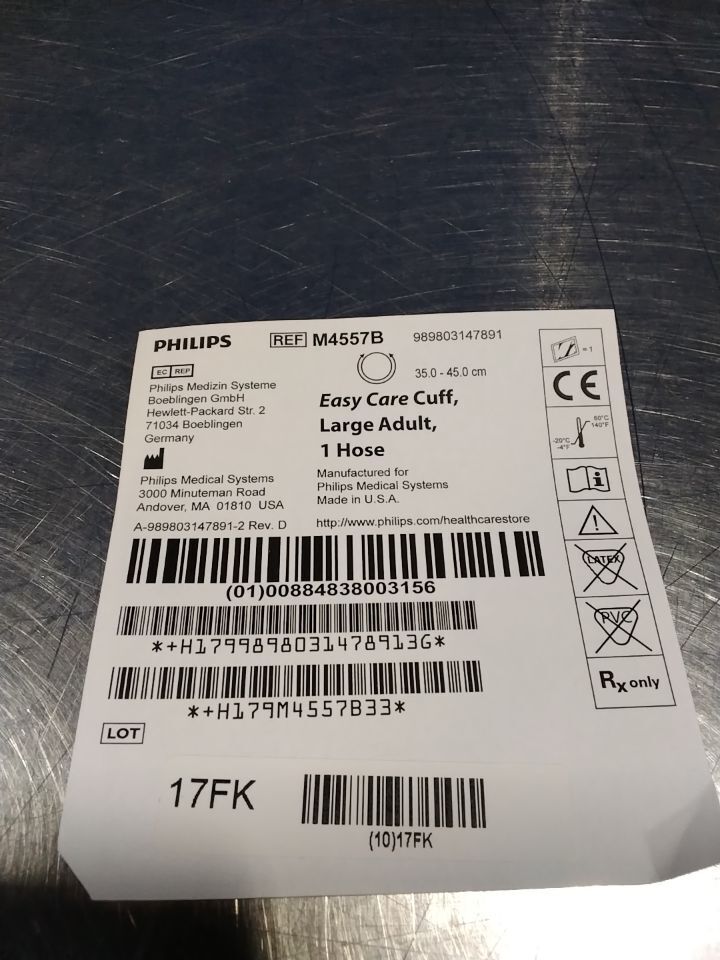 PHILIPS
REF M4557B 989803147891
35.0 - 45.0 cm
EC REP
Philips Medizin Systeme
Boeblingen GmbH
Hewlett-Packard Str. 2
71034 Boeblingen
Germany
Philips Medical Systems
3000 Minuteman Road
Andover, MA 01810 USA
A-989803147891-2 Rev. D
Easy Care Cuff,
Large Adult,
1 Hose
Manufactured for
Philips Medical Systems
Made in U.S.A.
http://www.philips.com/healthcarestore
(01)00884838003156
*+H1799898031478913G*
*+H179M4557B33*
LOT
17FK
(10)17FK
=1
CE
60°C
140°F
-20°C
-4°F
i
LATEX
PVC
Rx only